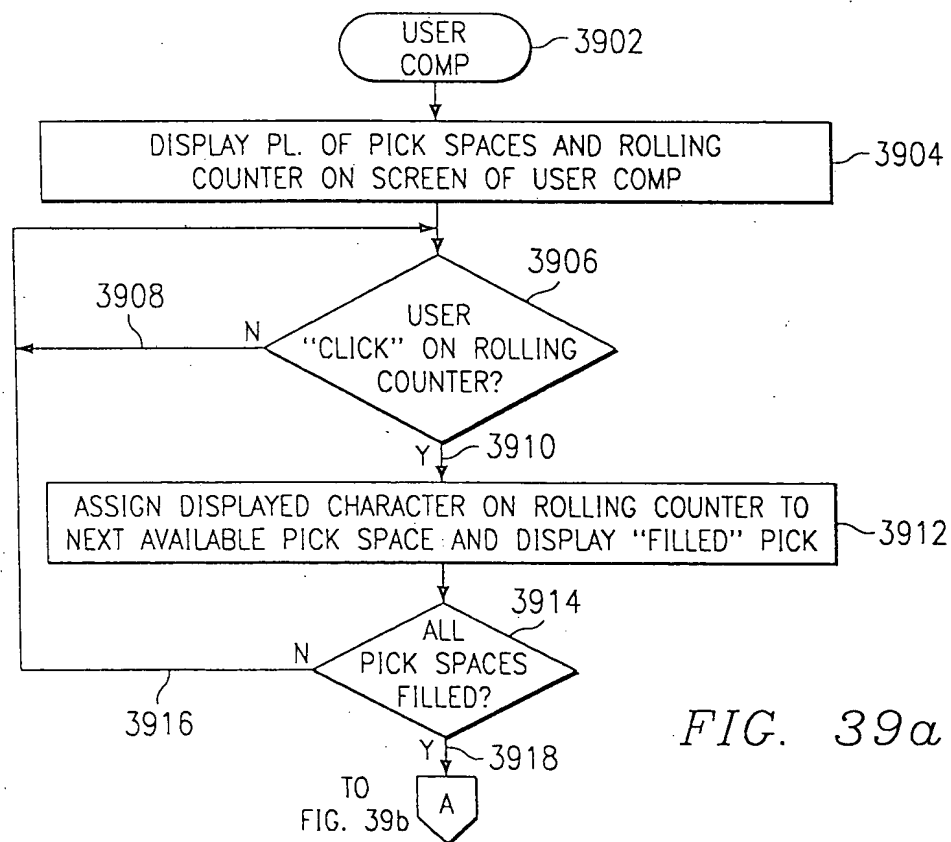 USER
COMP
3902
DISPLAY PL. OF PICK SPACES AND ROLLING
COUNTER ON SCREEN OF USER COMP
3904
3906
3908
N
USER
"CLICK" ON ROLLING
COUNTER?
Y
3910
ASSIGN DISPLAYED CHARACTER ON ROLLING COUNTER TO
NEXT AVAILABLE PICK SPACE AND DISPLAY "FILLED" PICK
3912
3914
N
ALL
PICK SPACES
FILLED?
3916
Y
3918
TO
FIG. 39b
A
FIG. 39a